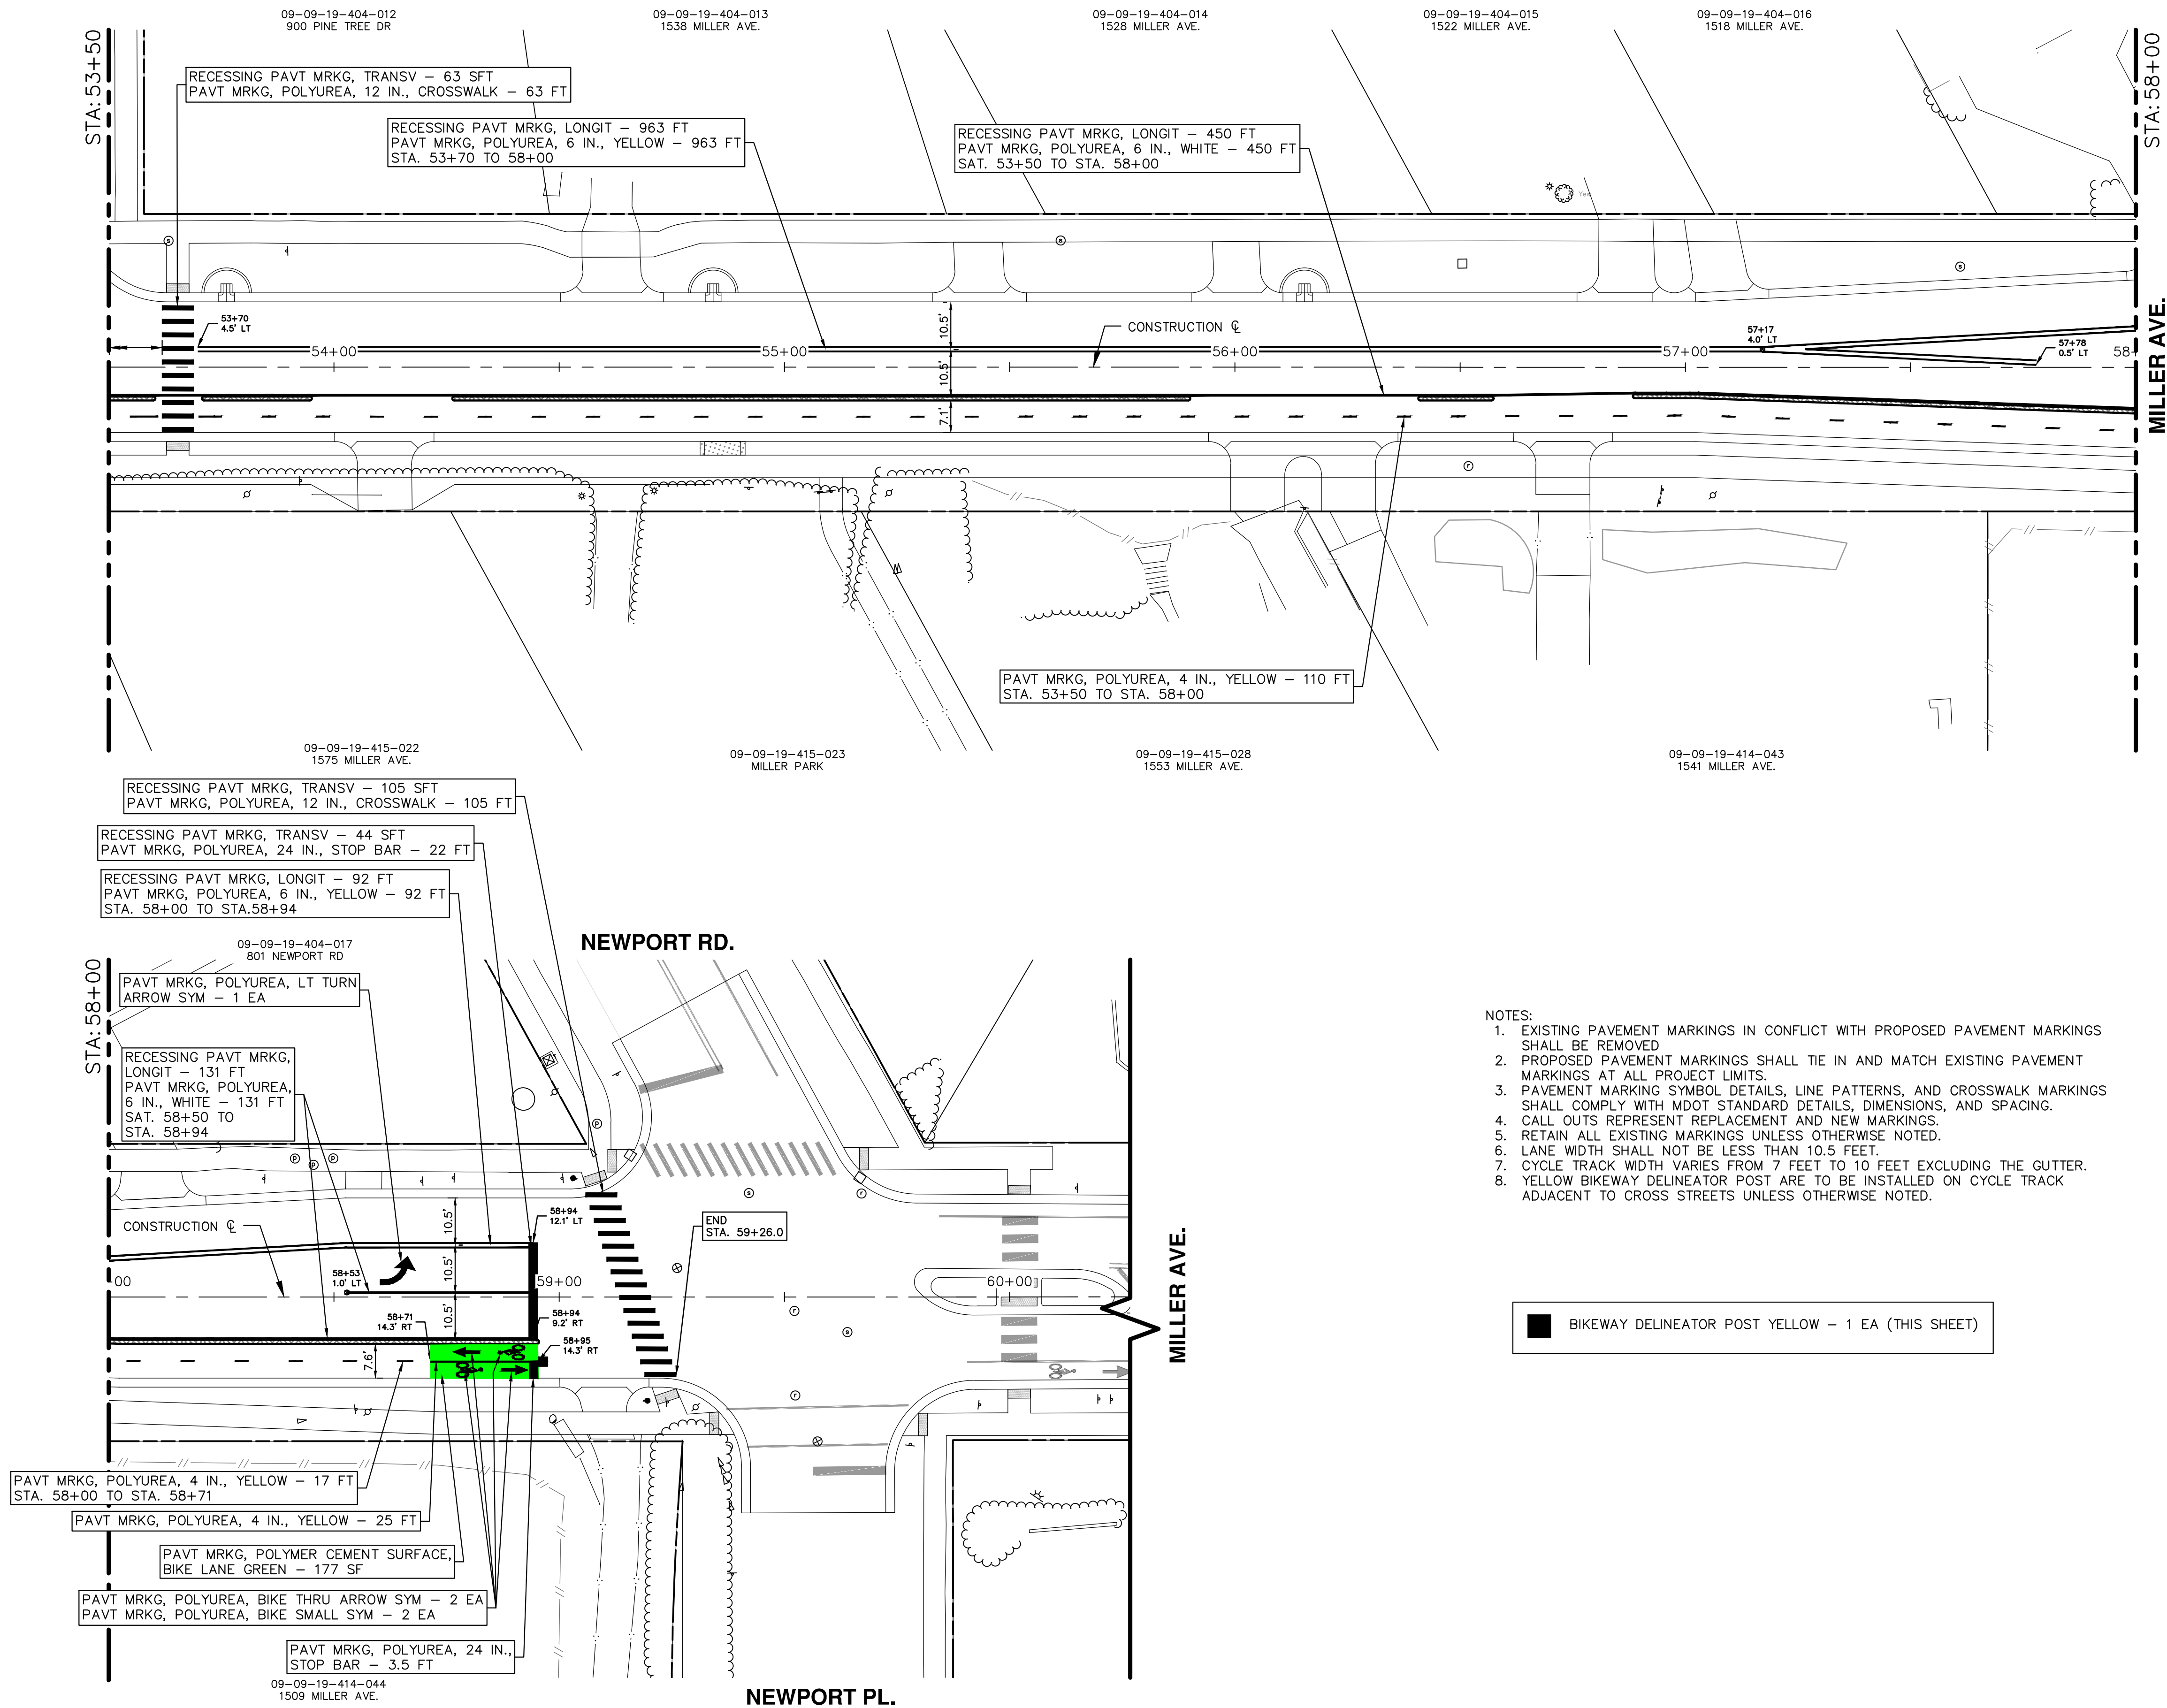 09-09-19-404-012
900 PINE TREE DR
09-09-19-404-013
1538 MILLER AVE.
09-09-19-404-014
1528 MILLER AVE.
09-09-19-404-015
1522 MILLER AVE.
09-09-19-404-016
1518 MILLER AVE.
STA: 53+50
STA: 58+00
RECESSING PAVT MRKG, TRANSV – 63 SFT
PAVT MRKG, POLYUREA, 12 IN., CROSSWALK – 63 FT
RECESSING PAVT MRKG, LONGIT – 963 FT
PAVT MRKG, POLYUREA, 6 IN., YELLOW – 963 FT
STA. 53+70 TO 58+00
RECESSING PAVT MRKG, LONGIT – 450 FT
PAVT MRKG, POLYUREA, 6 IN., WHITE – 450 FT
SAT. 53+50 TO STA. 58+00
Yew
53+70
4.5' LT
10.5'
CONSTRUCTION ℄
57+17
4.0' LT
57+78
0.5' LT
54+00
55+00
56+00
57+00
58+
10.5'
7.1'
MILLER AVE.
PAVT MRKG, POLYUREA, 4 IN., YELLOW – 110 FT
STA. 53+50 TO STA. 58+00
09-09-19-415-022
1575 MILLER AVE.
09-09-19-415-023
MILLER PARK
09-09-19-415-028
1553 MILLER AVE.
09-09-19-414-043
1541 MILLER AVE.
RECESSING PAVT MRKG, TRANSV – 105 SFT
PAVT MRKG, POLYUREA, 12 IN., CROSSWALK – 105 FT
RECESSING PAVT MRKG, TRANSV – 44 SFT
PAVT MRKG, POLYUREA, 24 IN., STOP BAR – 22 FT
RECESSING PAVT MRKG, LONGIT – 92 FT
PAVT MRKG, POLYUREA, 6 IN., YELLOW – 92 FT
STA. 58+00 TO STA.58+94
NEWPORT RD.
09-09-19-404-017
801 NEWPORT RD
STA: 58+00
PAVT MRKG, POLYUREA, LT TURN
ARROW SYM – 1 EA
RECESSING PAVT MRKG,
LONGIT – 131 FT
PAVT MRKG, POLYUREA,
6 IN., WHITE – 131 FT
SAT. 58+50 TO
STA. 58+94
CONSTRUCTION ℄
10.5'
58+94
12.1' LT
END
STA. 59+26.0
00
58+53
1.0' LT
10.5'
59+00
60+00
10.5'
58+71
14.3' RT
58+94
9.2' RT
58+95
14.3' RT
7.6'
MILLER AVE.
PAVT MRKG, POLYUREA, 4 IN., YELLOW – 17 FT
STA. 58+00 TO STA. 58+71
PAVT MRKG, POLYUREA, 4 IN., YELLOW – 25 FT
PAVT MRKG, POLYMER CEMENT SURFACE,
BIKE LANE GREEN – 177 SF
PAVT MRKG, POLYUREA, BIKE THRU ARROW SYM – 2 EA
PAVT MRKG, POLYUREA, BIKE SMALL SYM – 2 EA
PAVT MRKG, POLYUREA, 24 IN.,
STOP BAR – 3.5 FT
09-09-19-414-044
1509 MILLER AVE.
NEWPORT PL.
NOTES:
1. EXISTING PAVEMENT MARKINGS IN CONFLICT WITH PROPOSED PAVEMENT MARKINGS
SHALL BE REMOVED
2. PROPOSED PAVEMENT MARKINGS SHALL TIE IN AND MATCH EXISTING PAVEMENT
MARKINGS AT ALL PROJECT LIMITS.
3. PAVEMENT MARKING SYMBOL DETAILS, LINE PATTERNS, AND CROSSWALK MARKINGS
SHALL COMPLY WITH MDOT STANDARD DETAILS, DIMENSIONS, AND SPACING.
4. CALL OUTS REPRESENT REPLACEMENT AND NEW MARKINGS.
5. RETAIN ALL EXISTING MARKINGS UNLESS OTHERWISE NOTED.
6. LANE WIDTH SHALL NOT BE LESS THAN 10.5 FEET.
7. CYCLE TRACK WIDTH VARIES FROM 7 FEET TO 10 FEET EXCLUDING THE GUTTER.
8. YELLOW BIKEWAY DELINEATOR POST ARE TO BE INSTALLED ON CYCLE TRACK
ADJACENT TO CROSS STREETS UNLESS OTHERWISE NOTED.
BIKEWAY DELINEATOR POST YELLOW – 1 EA (THIS SHEET)